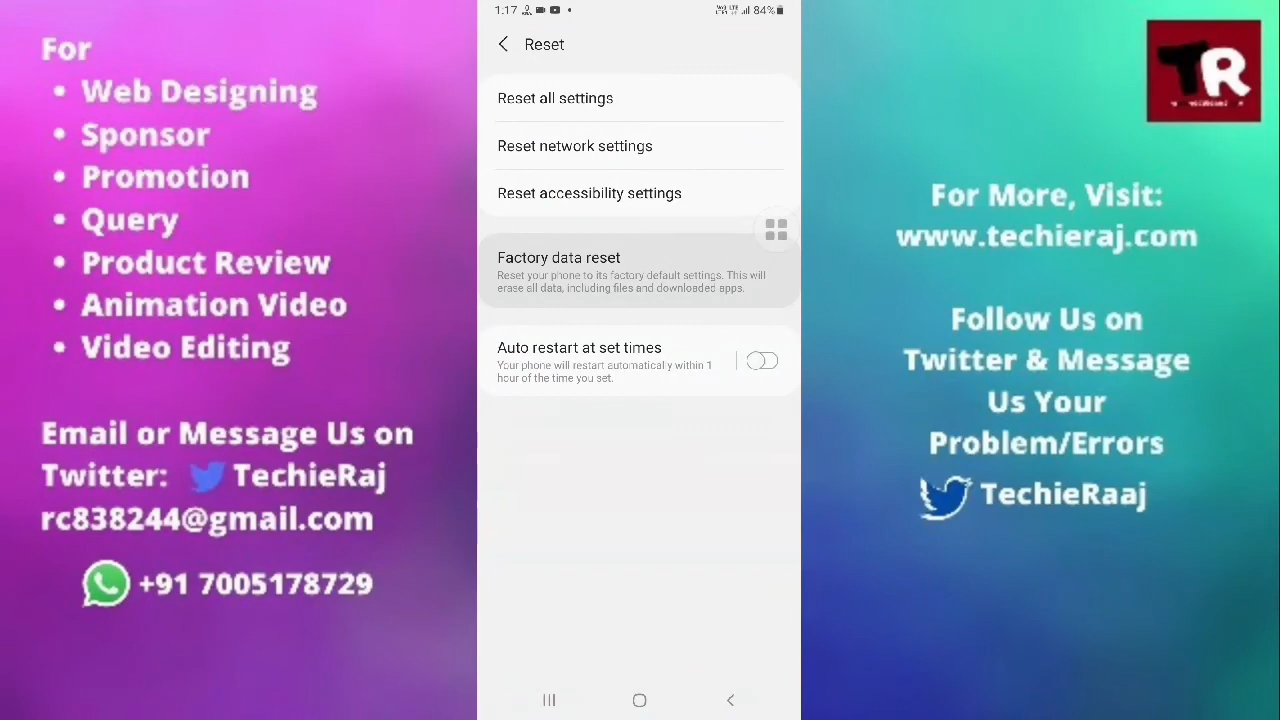 For
• Web Designing
• Sponsor
• Promotion
• Query
• Product Review
• Animation Video
• Video Editing
Email or Message Us on
Twitter: TechieRaj
rc838244@gmail.com
+91 7005178729
1:17
84%
Reset
Reset all settings
Reset network settings
Reset accessibility settings
Factory data reset
Reset your phone to its factory default settings. This will
erase all data, including files and downloaded apps.
Auto restart at set times
Your phone will restart automatically within 1
hour of the time you set.
TR
For More, Visit:
www.techieraj.com
Follow Us on
Twitter & Message
Us Your
Problem/Errors
TechieRaaj